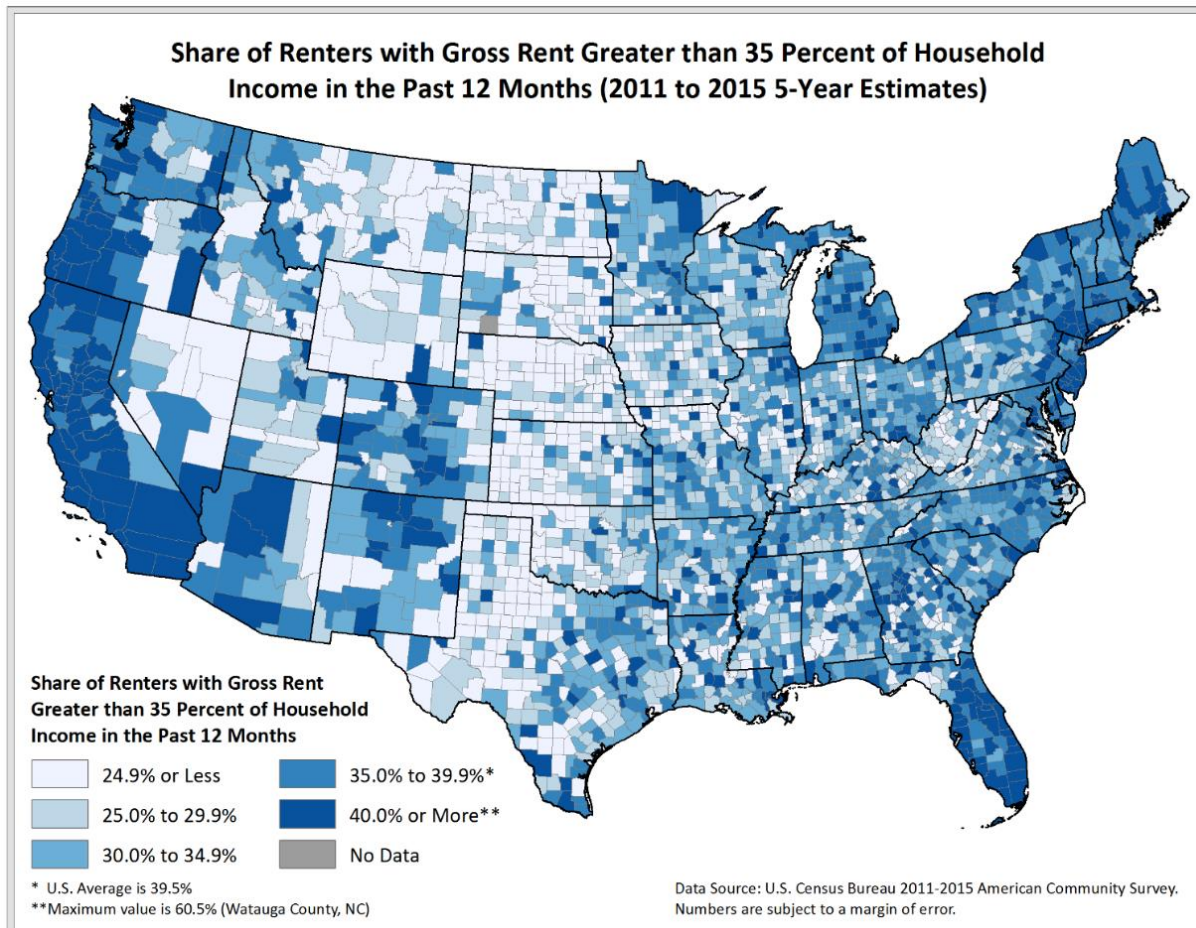 Share of Renters with Gross Rent Greater than 35 Percent of Household
Income in the Past 12 Months (2011 to 2015 5-Year Estimates)
Share of Renters with Gross Rent
Greater than 35 Percent of Household
Income in the Past 12 Months
24.9% or Less
25.0% to 29.9%
30.0% to 34.9%
35.0% to 39.9%*
40.0% or More**
No Data
* U.S. Average is 39.5%
**Maximum value is 60.5% (Watauga County, NC)
Data Source: U.S. Census Bureau 2011-2015 American Community Survey.
Numbers are subject to a margin of error.